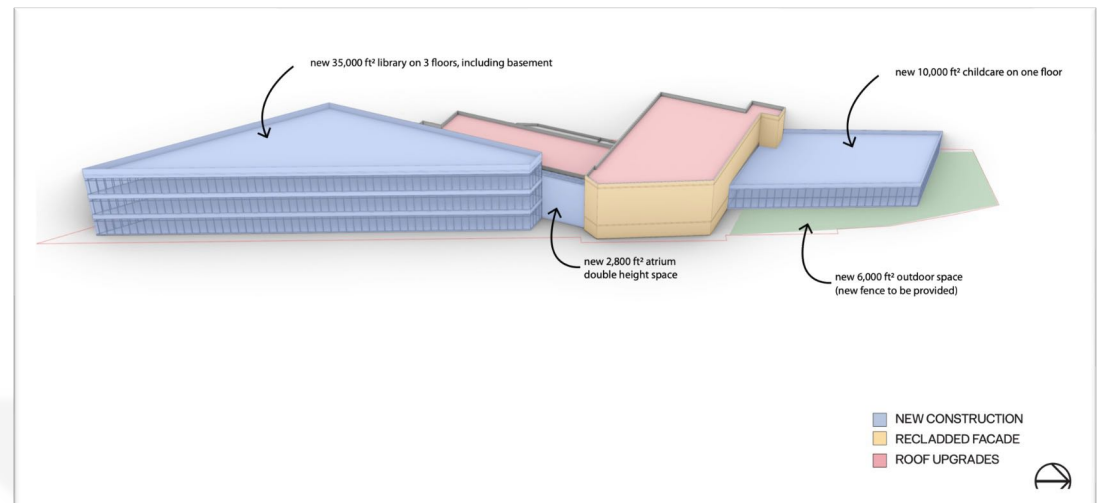 new 35,000 ft² library on 3 floors, including basement
new 10,000 ft² childcare on one floor
new 2,800 ft² atrium
double height space
new 6,000 ft² outdoor space
(new fence to be provided)
NEW CONSTRUCTION
RECLADDED FACADE
ROOF UPGRADES